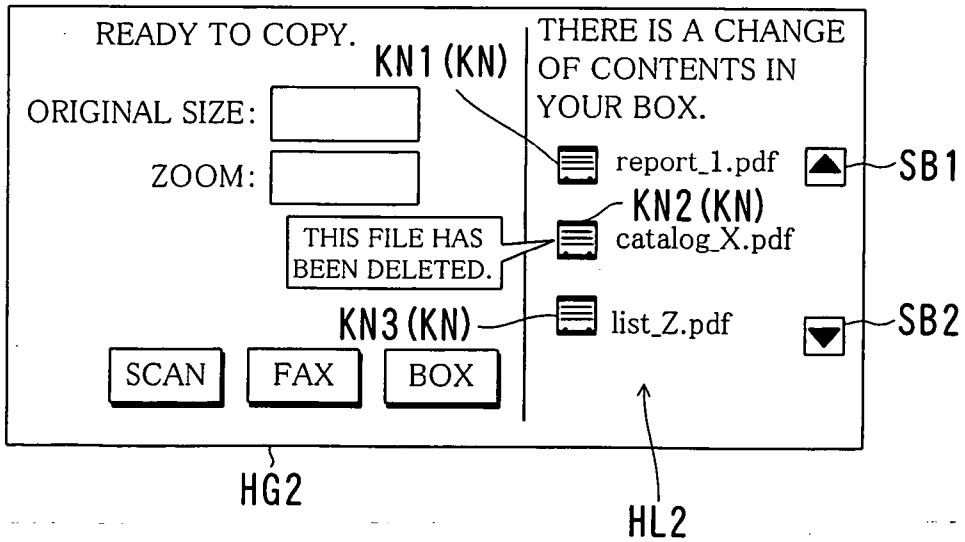 READY TO COPY.
KN1(KN)
ORIGINAL SIZE:
ZOOM:
THIS FILE HAS
BEEN DELETED.
KN3(KN)
SCAN
FAX
BOX
THERE IS A CHANGE
OF CONTENTS IN
YOUR BOX.
report_1.pdf
SB1
KN2(KN)
catalog_X.pdf
list_Z.pdf
SB2
HG2
HL2